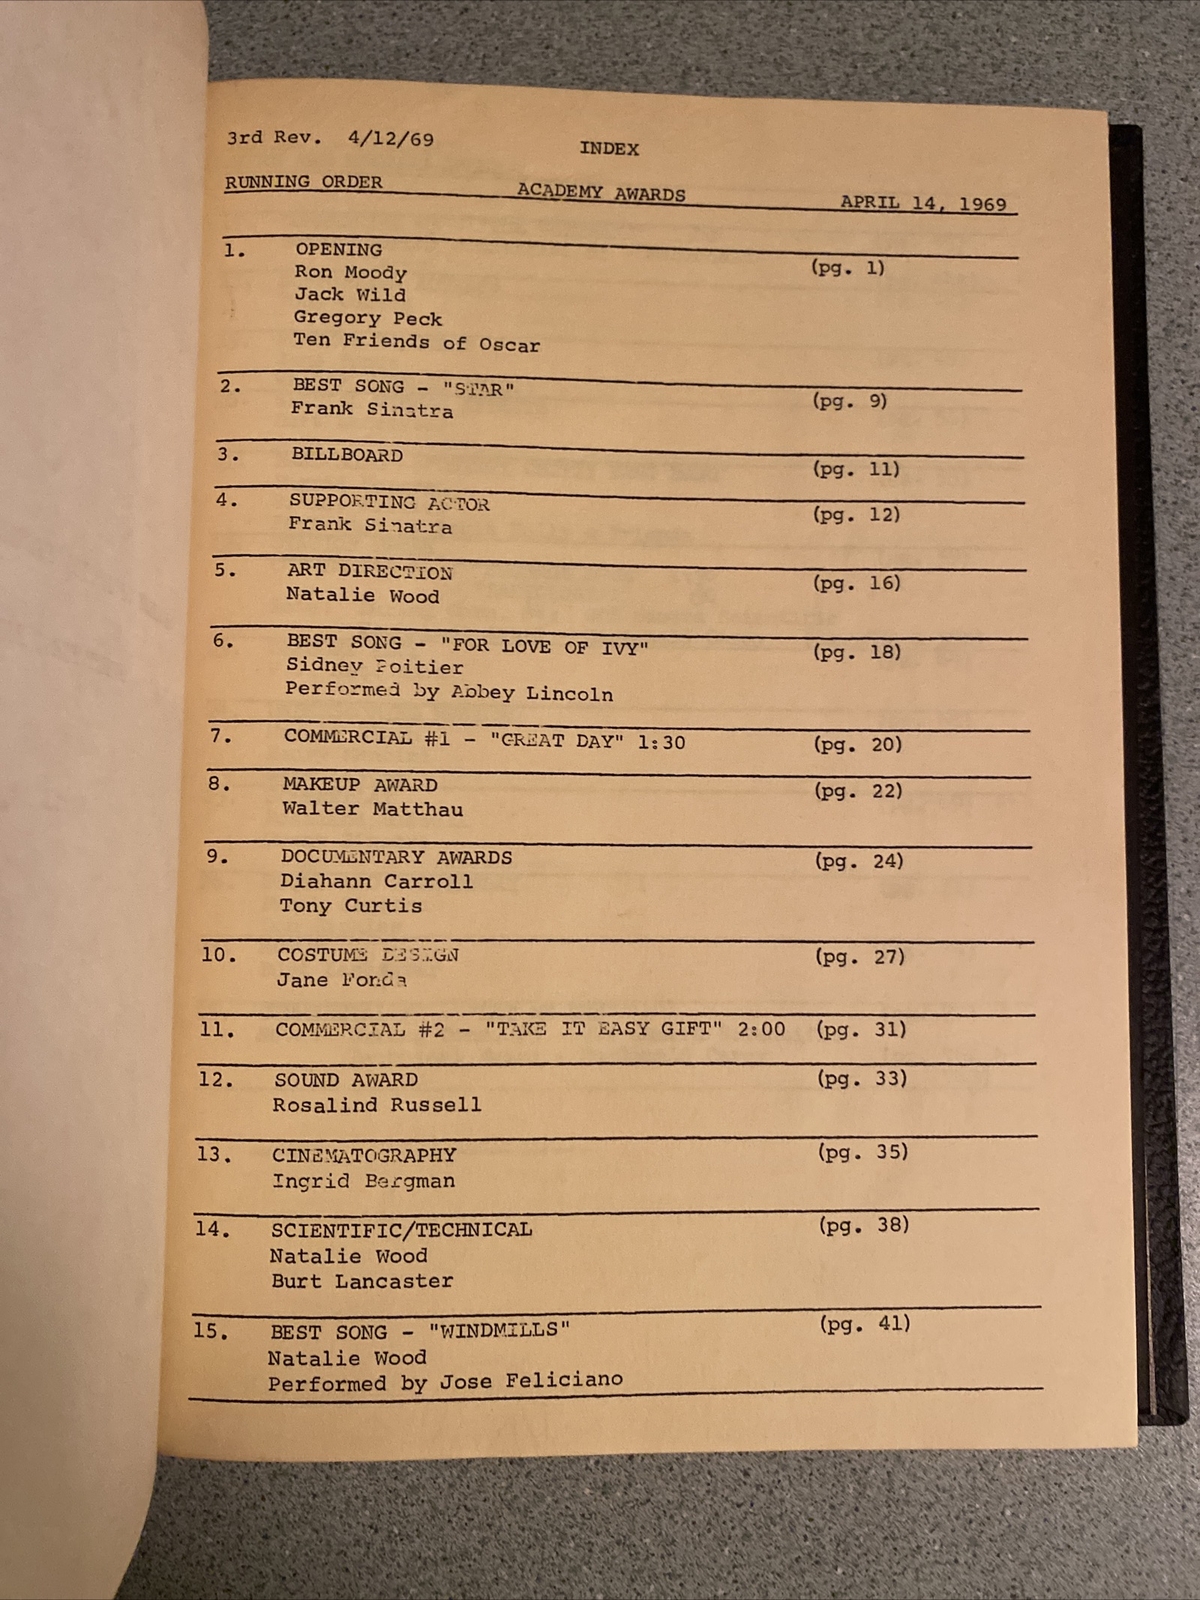 3rd Rev. 4/12/69
INDEX
RUNNING ORDER ACADEMY AWARDS APRIL 14, 1969
1. OPENING (pg. 1)
Ron Moody
Jack Wild
Gregory Peck
Ten Friends of Oscar
2. BEST SONG - "STAR" (pg. 9)
Frank Sinatra
3. BILLBOARD (pg. 11)
4. SUPPORTING ACTOR (pg. 12)
Frank Sinatra
5. ART DIRECTION (pg. 16)
Natalie Wood
6. BEST SONG - "FOR LOVE OF IVY" (pg. 18)
Sidney Poitier
Performed by Abbey Lincoln
7. COMMERCIAL #1 - "GREAT DAY" 1:30 (pg. 20)
8. MAKEUP AWARD (pg. 22)
Walter Matthau
9. DOCUMENTARY AWARDS (pg. 24)
Diahann Carroll
Tony Curtis
10. COSTUME DESIGN (pg. 27)
Jane Fonda
11. COMMERCIAL #2 - "TAKE IT EASY GIFT" 2:00 (pg. 31)
12. SOUND AWARD (pg. 33)
Rosalind Russell
13. CINEMATOGRAPHY (pg. 35)
Ingrid Bergman
14. SCIENTIFIC/TECHNICAL (pg. 38)
Natalie Wood
Burt Lancaster
15. BEST SONG - "WINDMILLS" (pg. 41)
Natalie Wood
Performed by Jose Feliciano